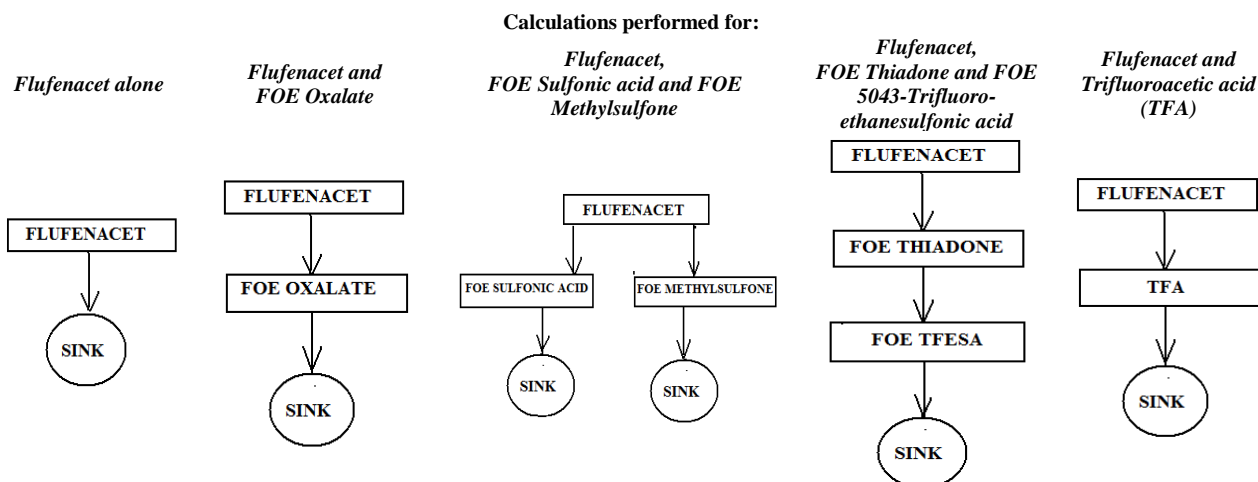 Calculations performed for:
Flufenacet alone
Flufenacet and
FOE Oxalate
Flufenacet,
FOE Sulfonic acid and FOE
Methylsulfone
Flufenacet,
FOE Thiadone and FOE
5043-Trifluoro-
ethanesulfonic acid
Flufenacet and
Trifluoroacetic acid
(TFA)
FLUFENACET
SINK
FLUFENACET
FOE OXALATE
SINK
FLUFENACET
FOE SULFONIC ACID
FOE METHYLSULFONE
SINK
SINK
FLUFENACET
FOE THIADONE
FOE TFESA
SINK
FLUFENACET
TFA
SINK